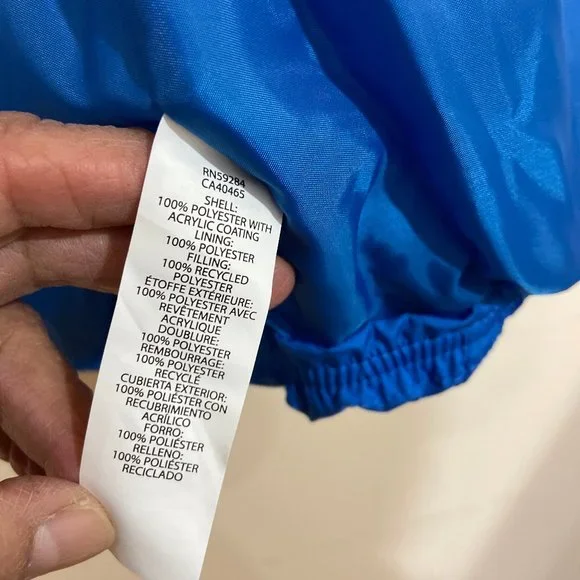 RN59284
CA40465
SHELL:
100% POLYESTER WITH
ACRYLIC COATING
LINING:
100% POLYESTER
FILLING:
100% RECYCLED
POLYESTER
ÉTOFFE EXTÉRIEURE:
100% POLYESTER AVEC
REVÊTEMENT
ACRYLIQUE
DOUBLURE:
100% POLYESTER
REMBOURRAGE:
100% POLYESTER
RECYCLÉ
CUBIERTA EXTERIOR:
100% POLIÉSTER CON
RECUBRIMIENTO
ACRÍLICO
FORRO:
100% POLIÉSTER
RELLENO:
100% POLIÉSTER
RECICLADO